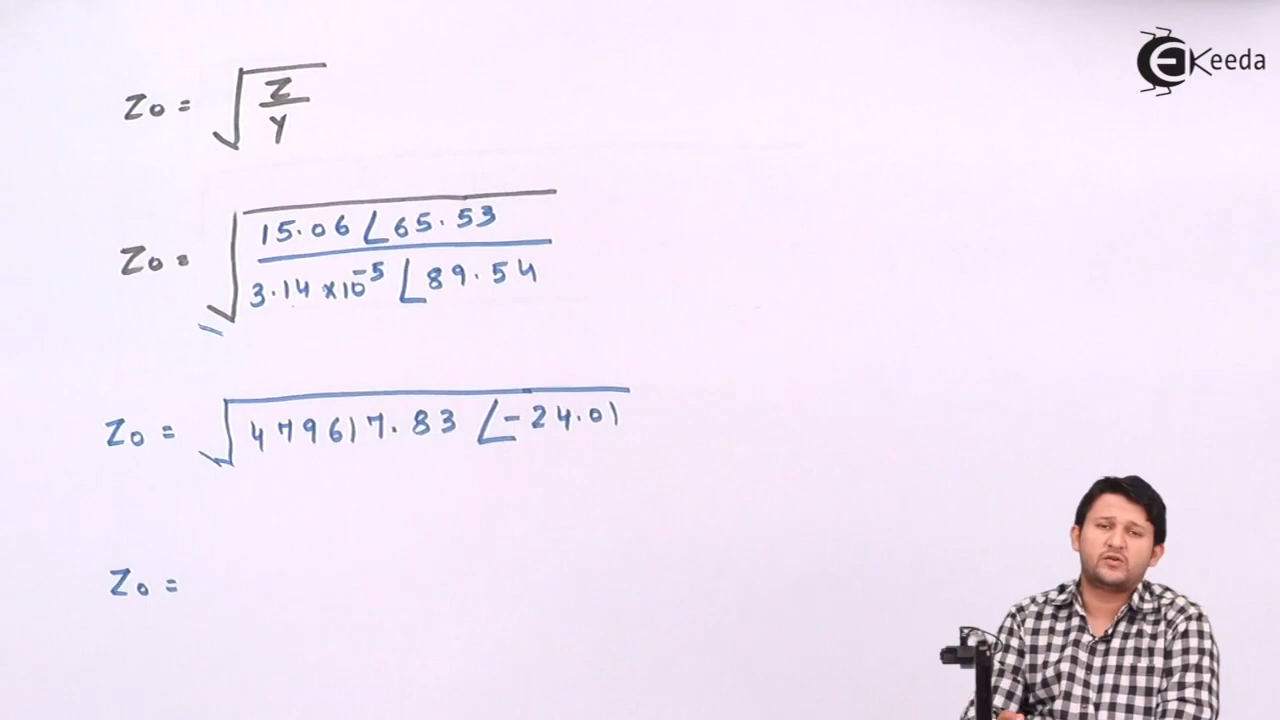 EKeeda
Z0 = √(Z/Y)
Z0 = √(15.06∠65.53 / 3.14×10⁻⁵∠89.54)
Z0 = √(479617.83∠-24.01)
Z0 =